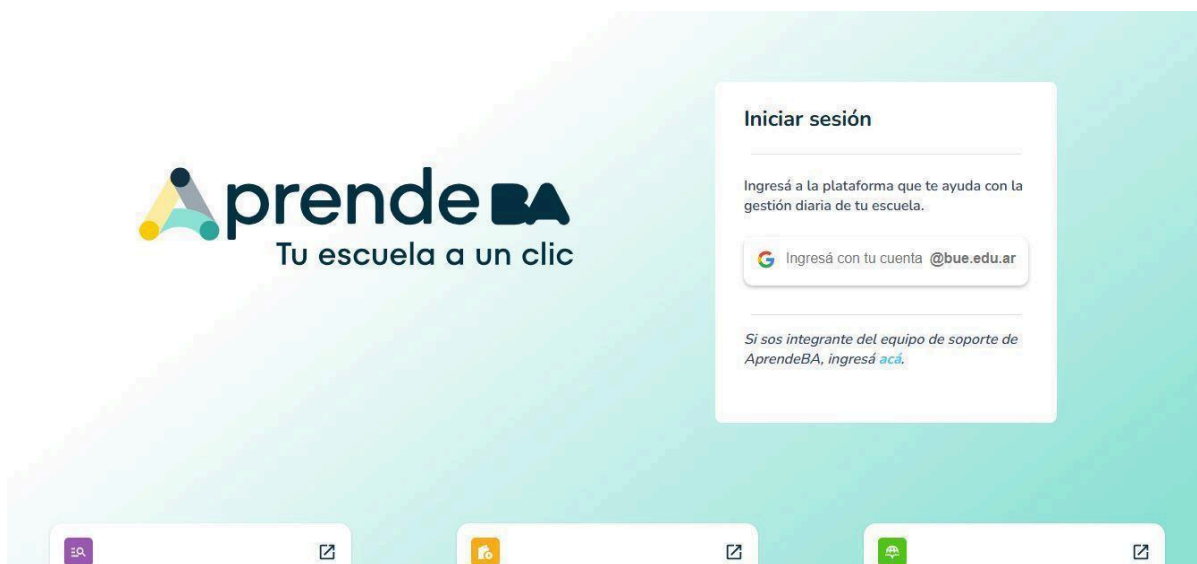 AprendeBA
Tu escuela a un clic
Iniciar sesión
Ingresá a la plataforma que te ayuda con la
gestión diaria de tu escuela.
Ingresá con tu cuenta @bue.edu.ar
Si sos integrante del equipo de soporte de
AprendeBA, ingresá acá.